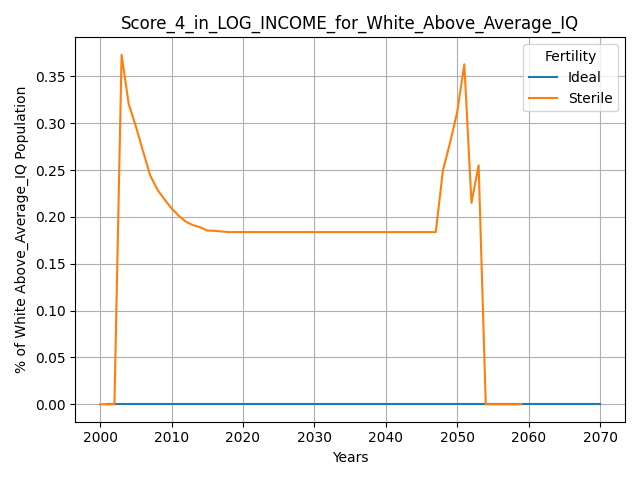 Score_4_in_LOG_INCOME_for_White_Above_Average_IQ
Fertility
Ideal
Sterile
% of White Above_Average_IQ Population
0.35
0.30
0.25
0.20
0.15
0.10
0.05
0.00
2000 2010 2020 2030 2040 2050 2060 2070
Years